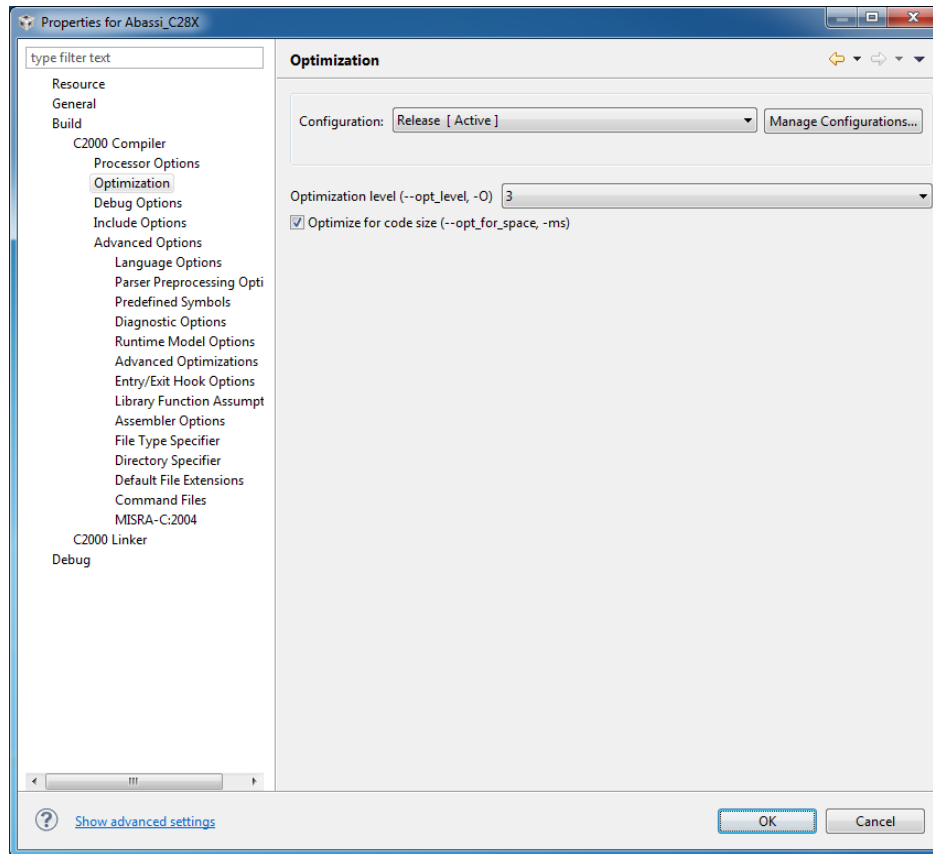 Properties for Abassi_C28X
type filter text
Resource
General
Build
C2000 Compiler
Processor Options
Optimization
Debug Options
Include Options
Advanced Options
Language Options
Parser Preprocessing Opti
Predefined Symbols
Diagnostic Options
Runtime Model Options
Advanced Optimizations
Entry/Exit Hook Options
Library Function Assumpt
Assembler Options
File Type Specifier
Directory Specifier
Default File Extensions
Command Files
MISRA-C:2004
C2000 Linker
Debug
Optimization
Configuration: Release [ Active ] Manage Configurations...
Optimization level (--opt_level, -O) 3
Optimize for code size (--opt_for_space, -ms)
Show advanced settings OK Cancel